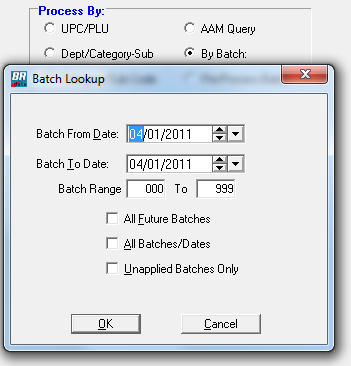 Process By:
UPC/PLU AAM Query
Dept/Category-Sub By Batch:
BR
Batch Lookup
Batch From Date: 04/01/2011
Batch To Date: 04/01/2011
Batch Range 000 To 999
All Future Batches
All Batches/Dates
Unapplied Batches Only
OK Cancel